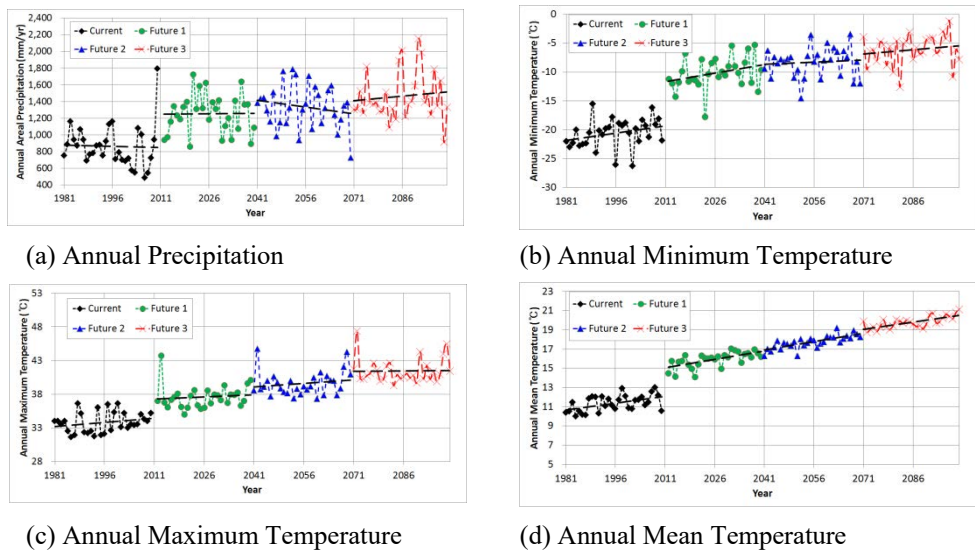 Annual Areal Precipitation (mm/yr)
2,200
2,000
1,800
1,600
1,400
1,200
1,000
800
600
400
Current
Future 1
Future 2
Future 3
1981 1996 2011 2026 2041 2056 2071 2086
Year
(a) Annual Precipitation
Annual Minimum Temperature (℃)
0
-5
-10
-15
-20
-25
-30
Current
Future 1
Future 2
Future 3
1981 1996 2011 2026 2041 2056 2071 2086
Year
(b) Annual Minimum Temperature
Annual Maximum Temperature (℃)
53
48
43
38
33
28
Current
Future 1
Future 2
Future 3
1981 1996 2011 2026 2041 2056 2071 2086
Year
(c) Annual Maximum Temperature
Annual Mean Temperature (℃)
23
21
19
17
15
13
11
9
7
5
Current
Future 1
Future 2
Future 3
1981 1996 2011 2026 2041 2056 2071 2086
Year
(d) Annual Mean Temperature